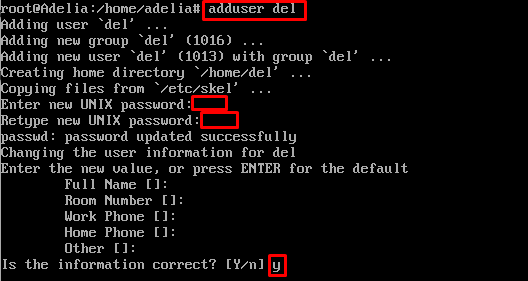 root@Adelia:/home/adelia# adduser del
Adding user `del' ...
Adding new group `del' (1016) ...
Adding new user `del' (1013) with group `del' ...
Creating home directory `/home/del' ...
Copying files from `/etc/skel' ...
Enter new UNIX password:
Retype new UNIX password:
passwd: password updated successfully
Changing the user information for del
Enter the new value, or press ENTER for the default
Full Name []:
Room Number []:
Work Phone []:
Home Phone []:
Other []:
Is the information correct? [Y/n] y